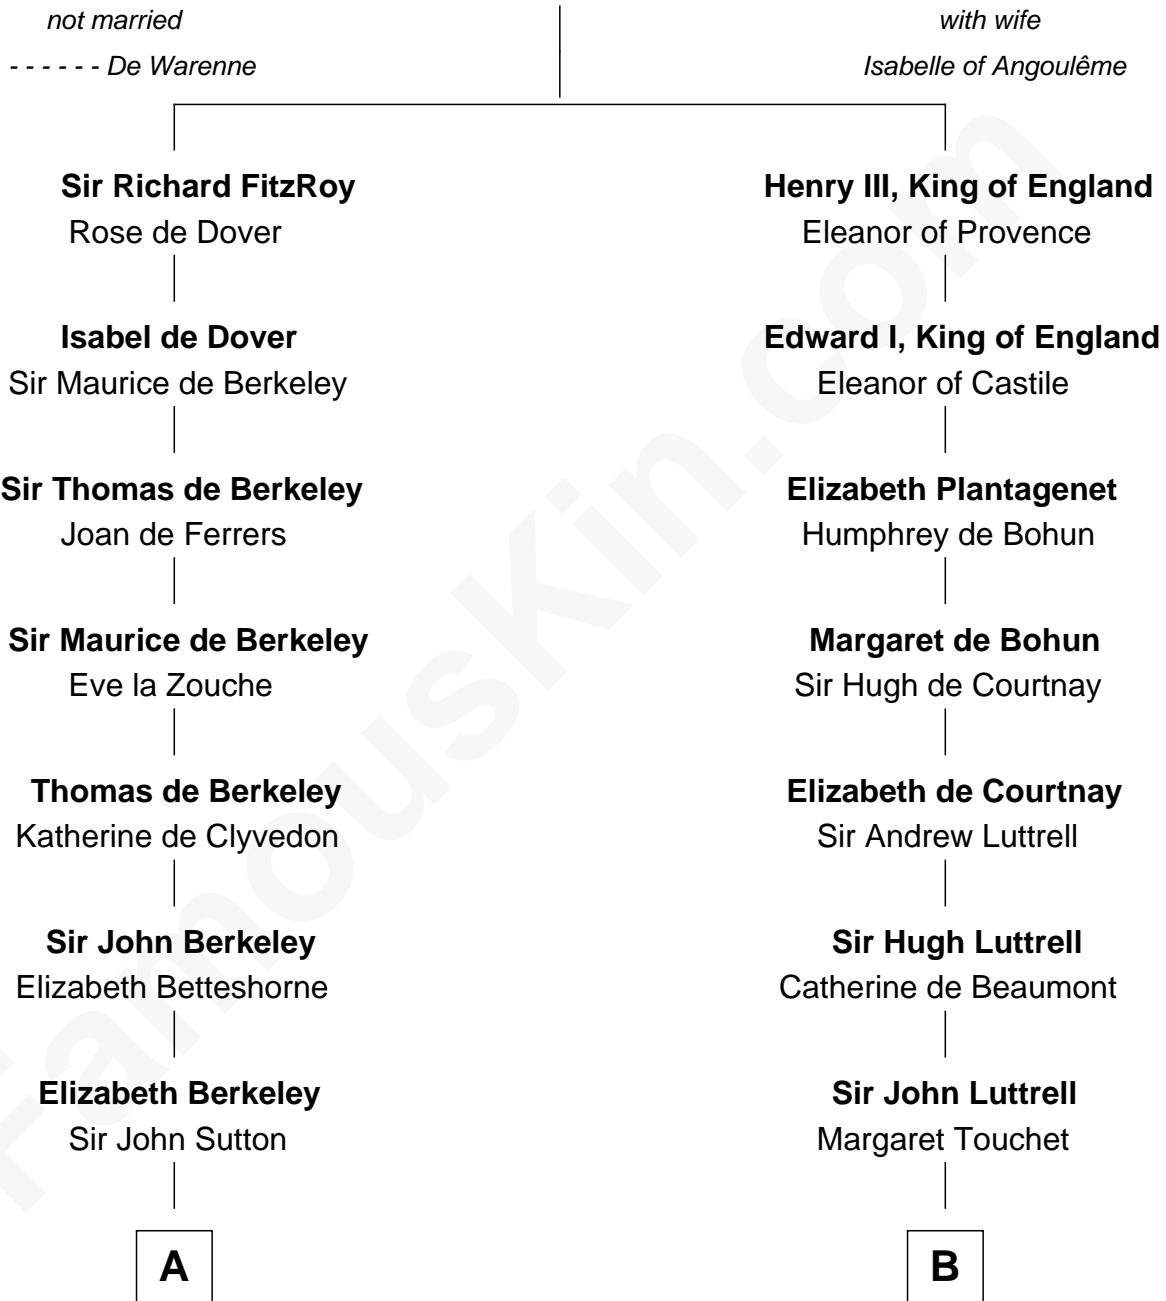 not married
with wife
- - - - - - De Warenne
Isabelle of Angoulême
Sir Richard FitzRoy
Henry III, King of England
Rose de Dover
Eleanor of Provence
Isabel de Dover
Edward I, King of England
Sir Maurice de Berkeley
Eleanor of Castile
Sir Thomas de Berkeley
Elizabeth Plantagenet
Joan de Ferrers
Humphrey de Bohun
Sir Maurice de Berkeley
Margaret de Bohun
Eve la Zouche
Sir Hugh de Courtnay
Thomas de Berkeley
Elizabeth de Courtnay
Katherine de Clyvedon
Sir Andrew Luttrell
Sir John Berkeley
Sir Hugh Luttrell
Elizabeth Betteshorne
Catherine de Beaumont
Elizabeth Berkeley
Sir John Luttrell
Sir John Sutton
Margaret Touchet
A
B
FamousKin.com